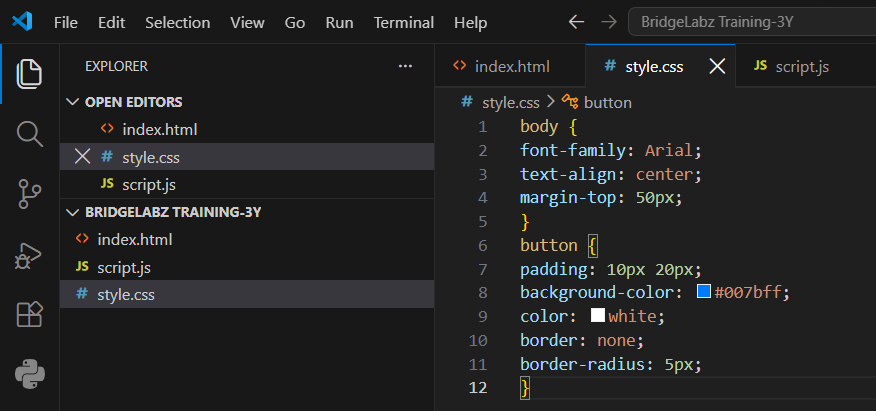 File Edit Selection View Go Run Terminal Help BridgeLabz Training-3Y
EXPLORER ...
index.html style.css script.js
OPEN EDITORS
index.html
style.css
JS script.js
BRIDGELABZ TRAINING-3Y
index.html
JS script.js
# style.css
# style.css > button
1 body {
2 font-family: Arial;
3 text-align: center;
4 margin-top: 50px;
5 }
6 button {
7 padding: 10px 20px;
8 background-color: #007bff;
9 color: white;
10 border: none;
11 border-radius: 5px;
12 }